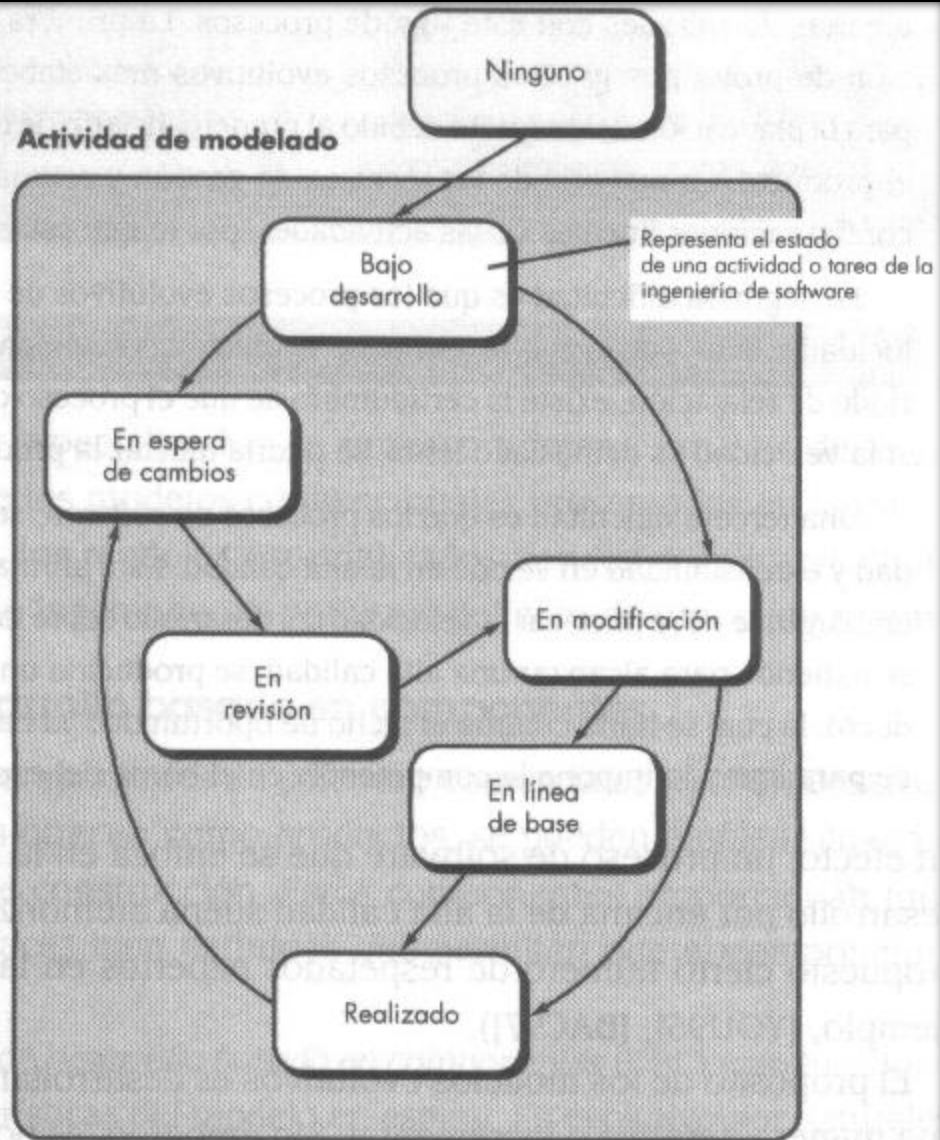 Ninguno
Actividad de modelado
Bajo
desarrollo
Representa el estado
de una actividad o tarea de la
ingeniería de software
En espera
de cambios
En modificación
En
revisión
En línea
de base
Realizado